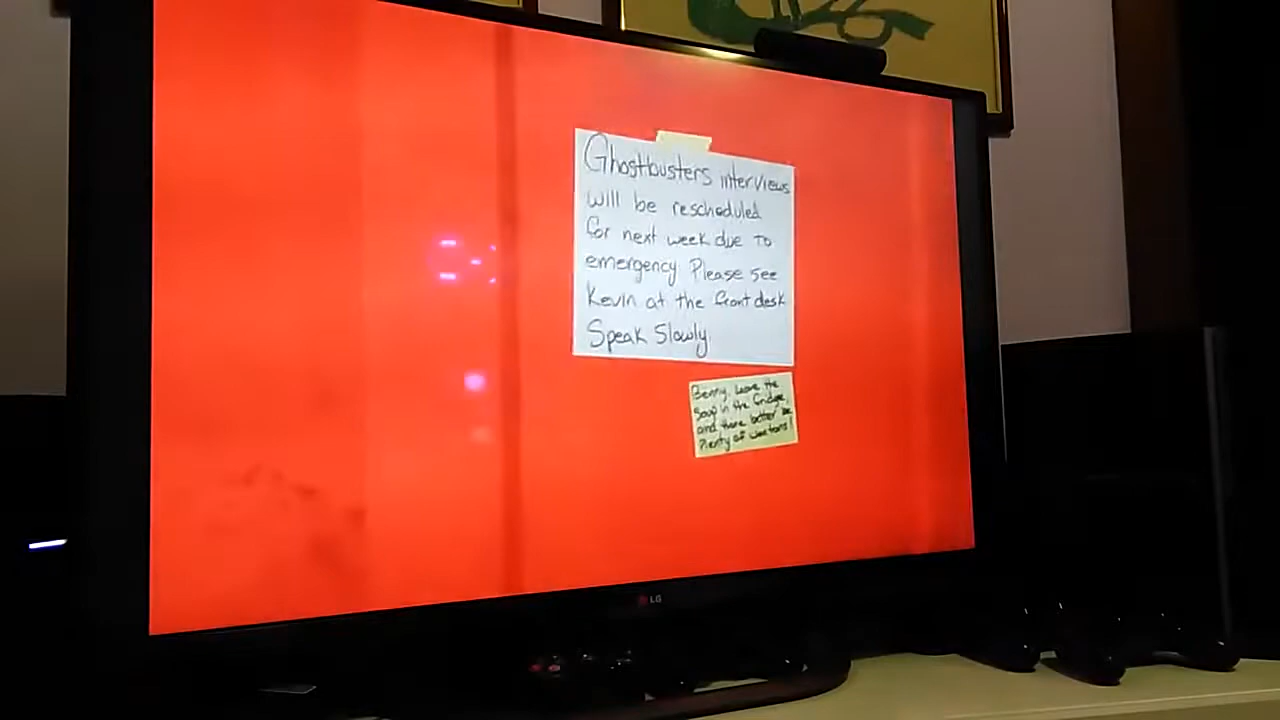 Ghostbusters interviews
will be rescheduled
for next week due to
emergency. Please see
Kevin at the front desk
Speak Slowly.
Benny, Leave the
Soup in the fridge,
and there better be
Plenty of wontons!
LG